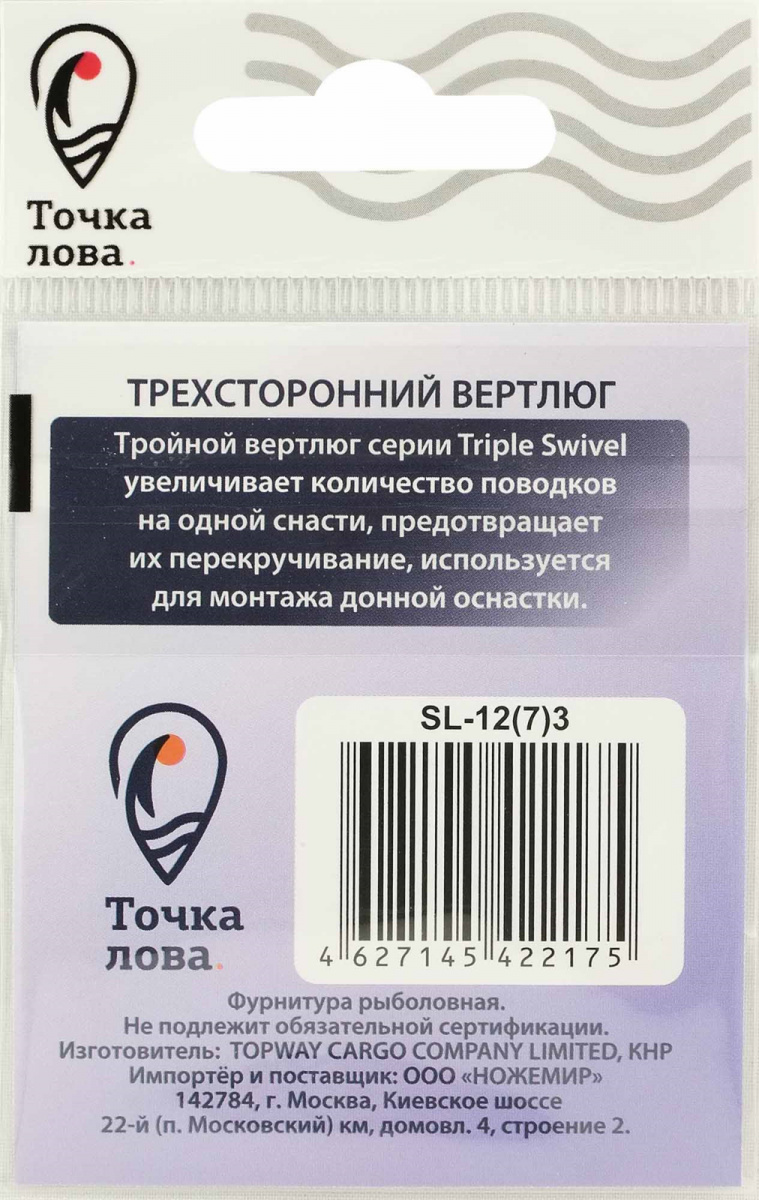 Точка
лова.
ТРЕХСТОРОННИЙ ВЕРТЛЮГ
Тройной вертлюг серии Triple Swivel
увеличивает количество поводков
на одной снасти, предотвращает
их перекручивание, используется
для монтажа донной оснастки.
SL-12(7)3
4 627145 422175
Точка
лова.
Фурнитура рыболовная.
Не подлежит обязательной сертификации.
Изготовитель: TOPWAY CARGO COMPANY LIMITED, КНР
Импортёр и поставщик: ООО «НОЖЕМИР»
142784, г. Москва, Киевское шоссе
22-й (п. Московский) км, домовл. 4, строение 2.